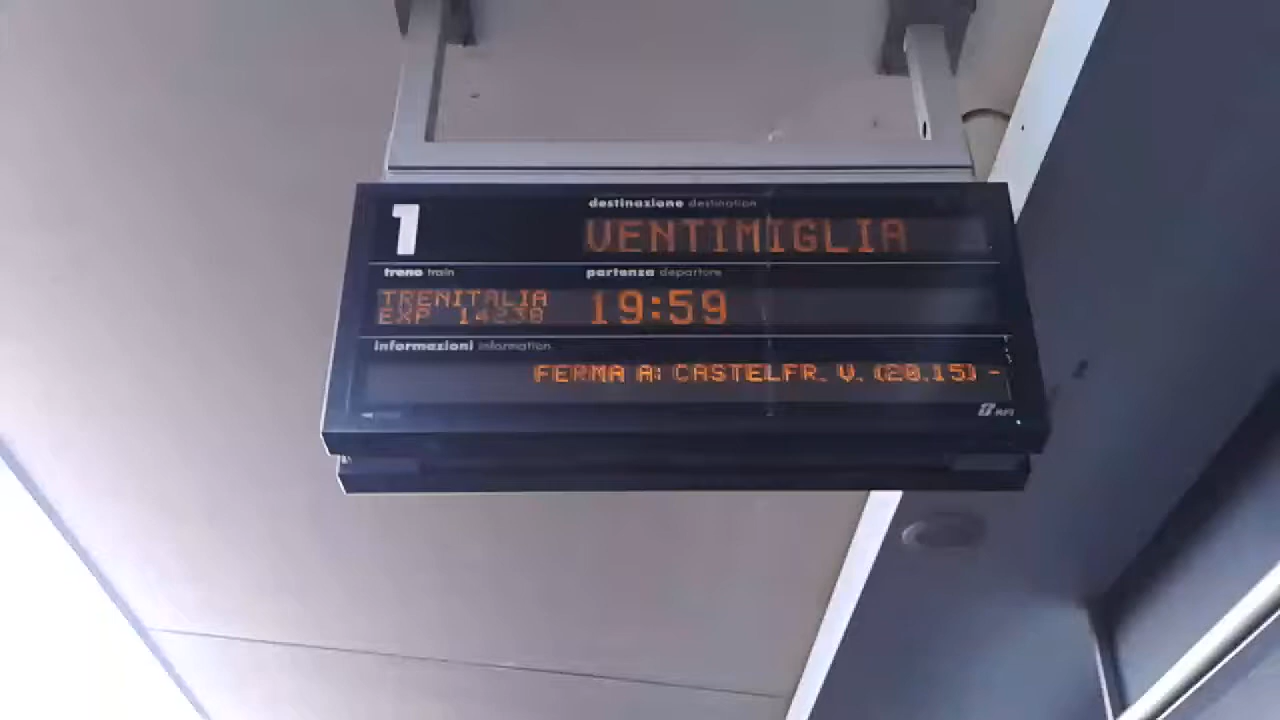 1
destinazione destination
VENTIMIGLIA
treno train
partenza departure
TRENITALIA
EXP 14238
19:59
informazioni information
FERMA A: CASTELFR. V. (20.15) -
RFI